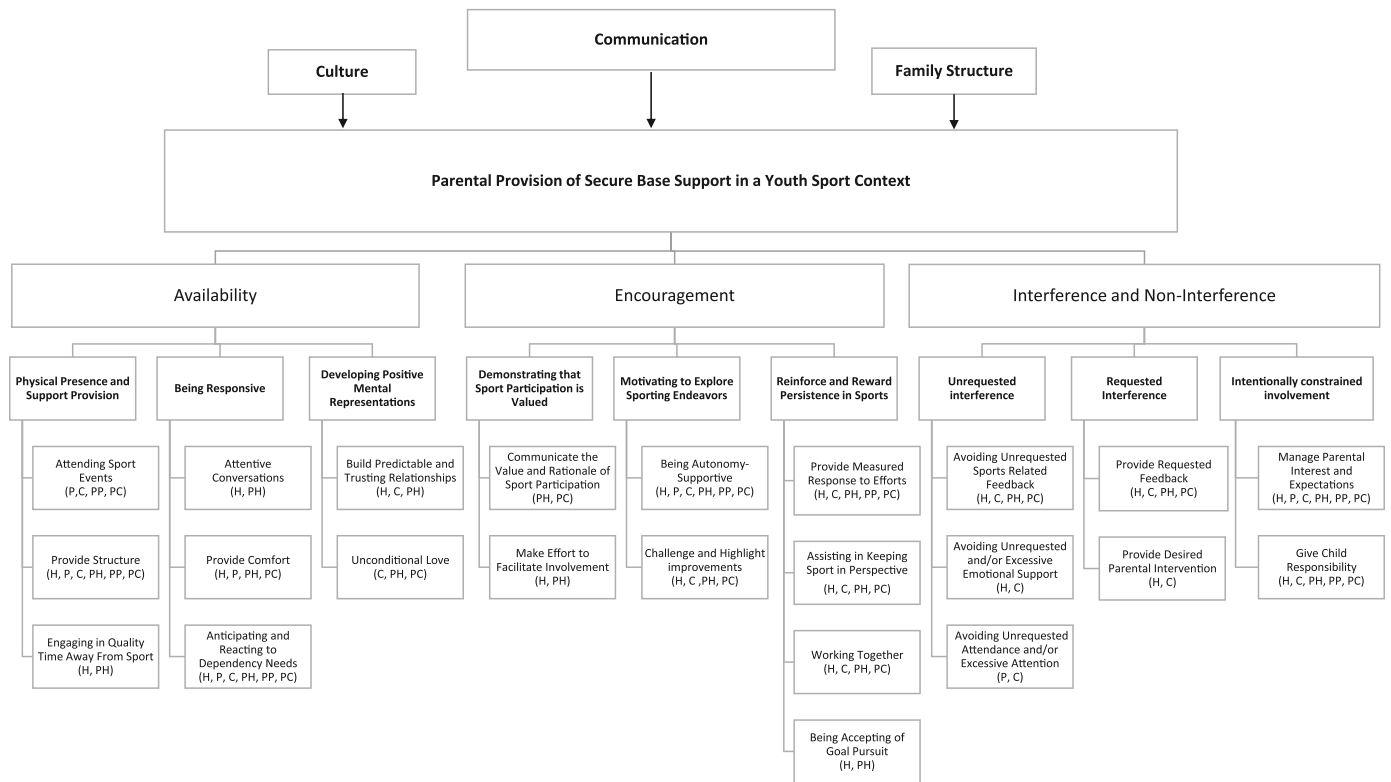 Communication
Culture
Family Structure
Parental Provision of Secure Base Support in a Youth Sport Context
Availability
Encouragement
Interference and Non-Interference
Physical Presence and
Support Provision
Being Responsive
Developing Positive
Mental
Representations
Demonstrating that
Sport Participation is
Valued
Motivating to Explore
Sporting Endeavors
Reinforce and Reward
Persistence in Sports
Unrequested
interference
Requested
Interference
Intentionally constrained
involvement
Attending Sport
Events
(P,C, PP, PC)
Provide Structure
(H, P, C, PH, PP, PC)
Engaging in Quality
Time Away From Sport
(H, PH)
Attentive
Conversations
(H, PH)
Provide Comfort
(H, P, PH, PC)
Anticipating and
Reacting to
Dependency Needs
(H, P, C, PH, PP, PC)
Build Predictable and
Trusting Relationships
(H, C, PH)
Unconditional Love
(C, PH, PC)
Communicate the
Value and Rationale of
Sport Participation
(PH, PC)
Make Effort to
Facilitate Involvement
(H, PH)
Being Autonomy-
Supportive
(H, P, C, PH, PP, PC)
Challenge and Highlight
improvements
(H, C ,PH, PC)
Provide Measured
Response to Efforts
(H, C, PH, PP, PC)
Assisting in Keeping
Sport in Perspective
(H, C, PH, PC)
Working Together
(H, C, PH, PC)
Being Accepting of
Goal Pursuit
(H, PH)
Avoiding Unrequested
Sports Related
Feedback
(H, C, PH, PC)
Avoiding Unrequested
and/or Excessive
Emotional Support
(H, C)
Avoiding Unrequested
Attendance and/or
Excessive Attention
(P, C)
Provide Requested
Feedback
(H, C, PH, PC)
Provide Desired
Parental Intervention
(H, C)
Manage Parental
Interest and
Expectations
(H, P, C, PH, PP, PC)
Give Child
Responsibility
(H, C, PH, PP, PC)